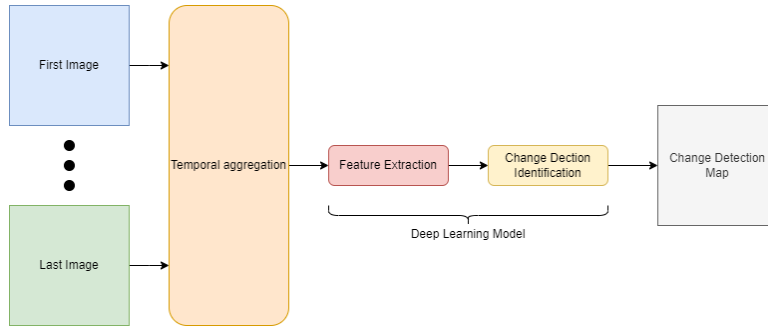 First Image
Temporal aggregation
Feature Extraction
Change Dection
Identification
Change Detection
Map
Deep Learning Model
Last Image